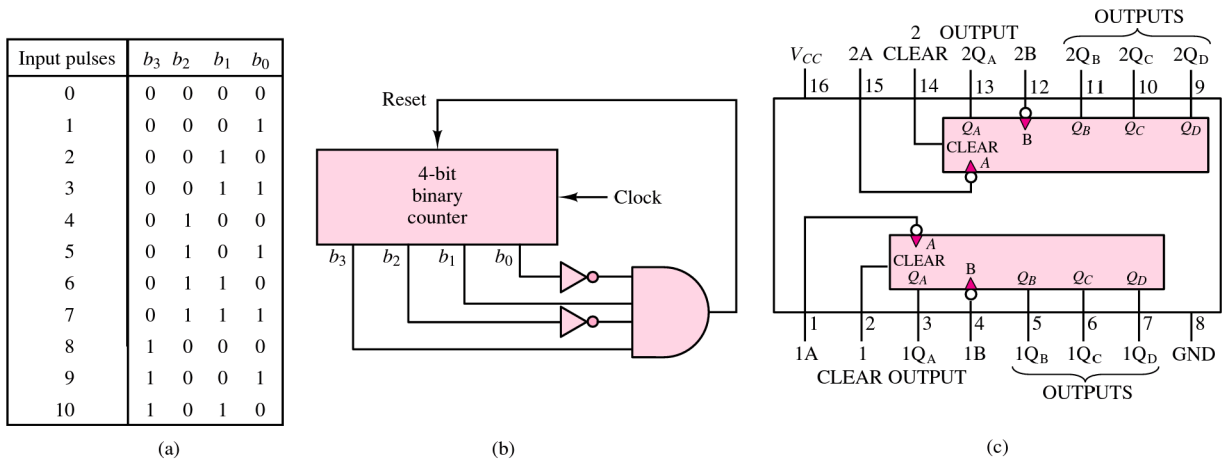 Input pulses b3 b2 b1 b0
0 0 0 0 0
1 0 0 0 1
2 0 0 1 0
3 0 0 1 1
4 0 1 0 0
5 0 1 0 1
6 0 1 1 0
7 0 1 1 1
8 1 0 0 0
9 1 0 0 1
10 1 0 1 0
(a)
Reset
4-bit
binary
counter
Clock
b3 b2 b1 b0
(b)
OUTPUTS
2 OUTPUT
VCC 2A CLEAR 2QA 2B 2QB 2QC 2QD
16 15 14 13 12 11 10 9
QA QB QC QD
B
CLEAR
A
A
CLEAR
B
QA QB QC QD
1 2 3 4 5 6 7 8
1A 1 1QA 1B 1QB 1QC 1QD GND
CLEAR OUTPUT
OUTPUTS
(c)